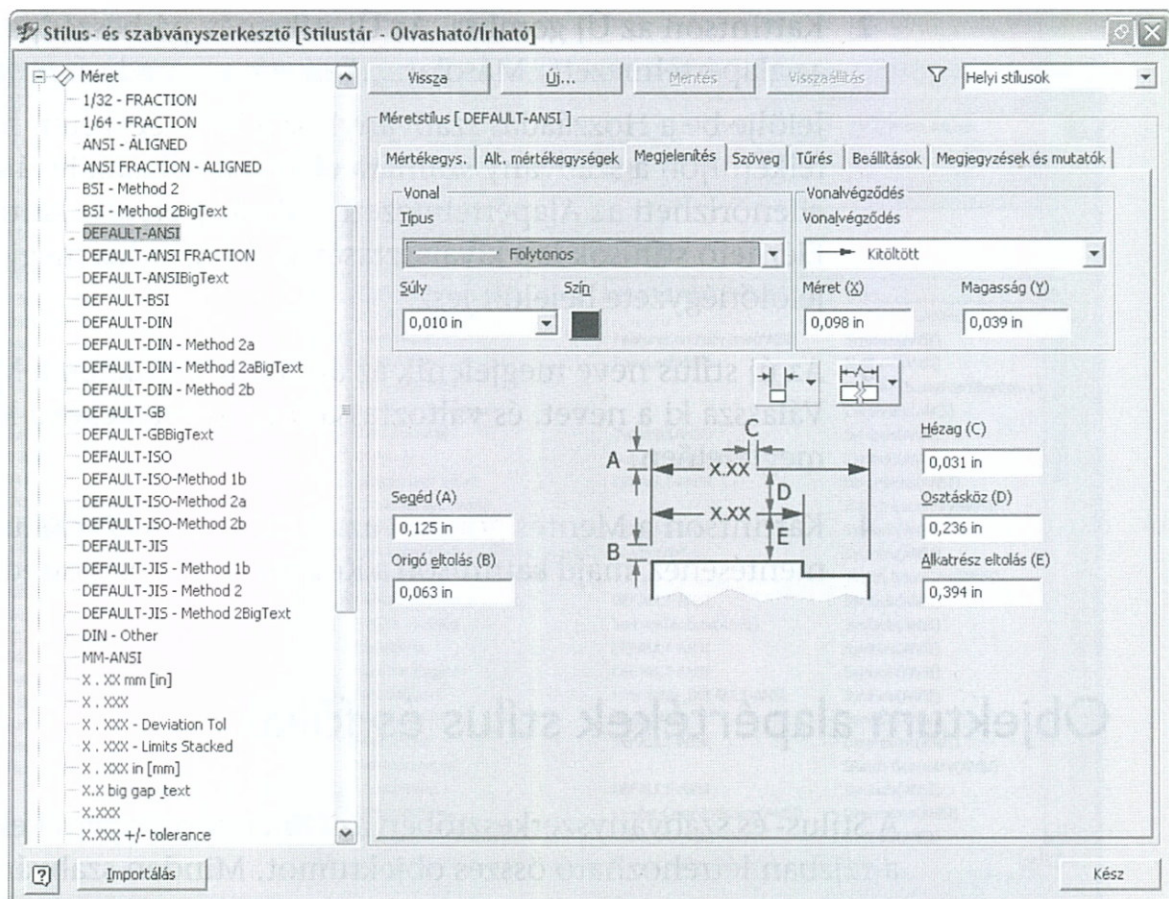 Stílus- és szabványszerkesztő [Stílustár - Olvasható/Írható]
Méret
1/32 - FRACTION
1/64 - FRACTION
ANSI - ALIGNED
ANSI FRACTION - ALIGNED
BSI - Method 2
BSI - Method 2BigText
DEFAULT-ANSI
DEFAULT-ANSI FRACTION
DEFAULT-ANSIBigText
DEFAULT-BSI
DEFAULT-DIN
DEFAULT-DIN - Method 2a
DEFAULT-DIN - Method 2aBigText
DEFAULT-DIN - Method 2b
DEFAULT-GB
DEFAULT-GBBigText
DEFAULT-ISO
DEFAULT-ISO-Method 1b
DEFAULT-ISO-Method 2a
DEFAULT-ISO-Method 2b
DEFAULT-JIS
DEFAULT-JIS - Method 1b
DEFAULT-JIS - Method 2
DEFAULT-JIS - Method 2BigText
DIN - Other
MM-ANSI
X . XX mm [in]
X . XXX
X . XXX - Deviation Tol
X . XXX - Limits Stacked
X . XXX in [mm]
X.X big gap _text
X.XXX
X.XXX +/- tolerance
Importálás
Vissza Új... Mentés Visszaállítás Helyi stílusok
Méretstílus [ DEFAULT-ANSI ]
Mértékegys. Alt. mértékegységek Megjelenítés Szöveg Tűrés Beállítások Megjegyzések és mutatók
Vonal
Típus
Folytonos
Súly Szín
0,010 in
Vonalvégződés
Vonalvégződés
Kitöltött
Méret (X) Magasság (Y)
0,098 in 0,039 in
C
A
X.XX
D
X.XX
E
B
Segéd (A)
0,125 in
Origó eltolás (B)
0,063 in
Hézag (C)
0,031 in
Osztásköz (D)
0,236 in
Alkatrész eltolás (E)
0,394 in
Kész